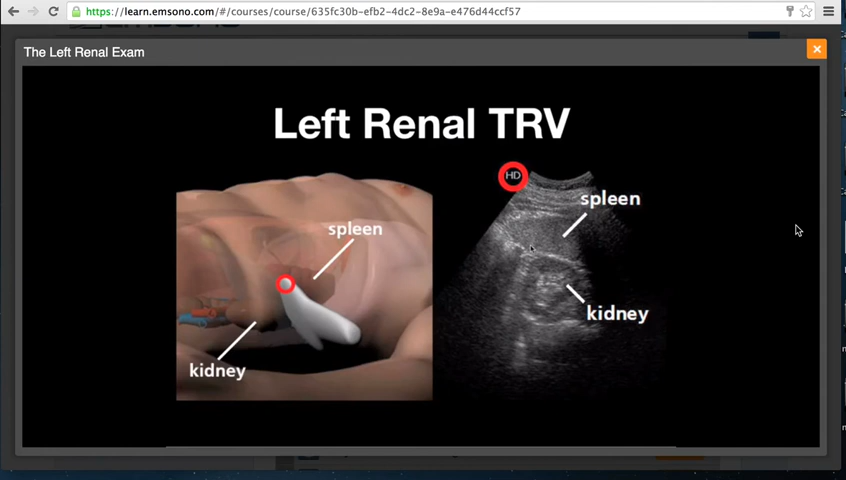 https://learn.emsono.com/#/courses/course/635fc30b-efb2-4dc2-8e9a-e476d44ccf57
The Left Renal Exam
Left Renal TRV
HD
spleen
spleen
kidney
kidney